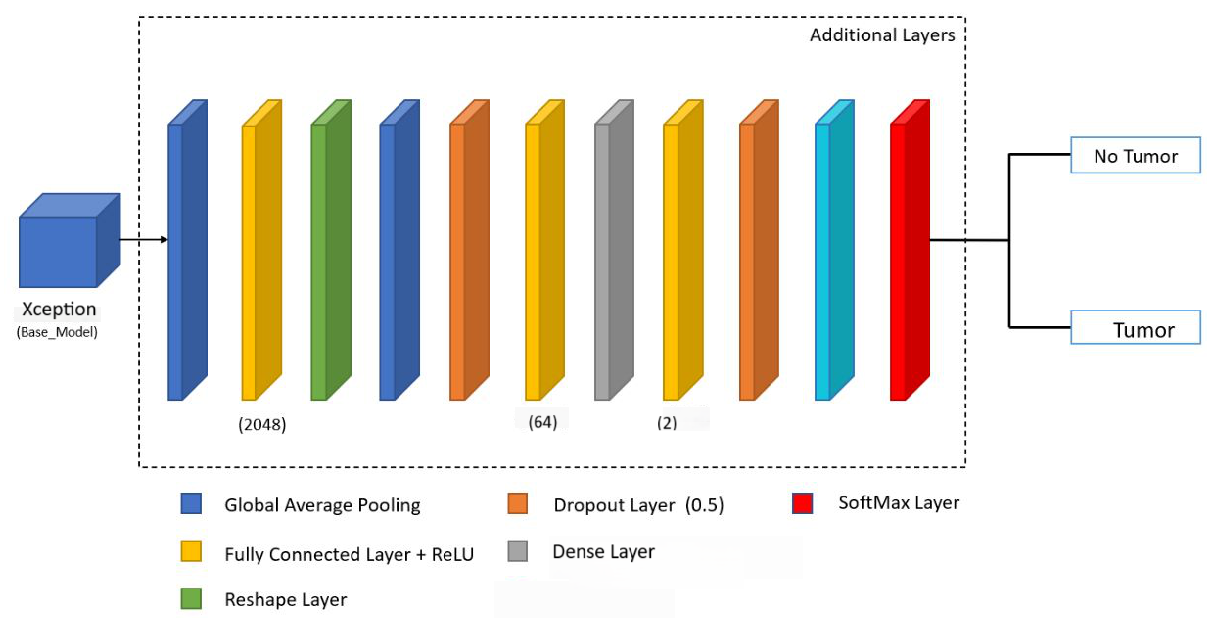 Additional Layers
No Tumor
Xception
(Base_Model)
Tumor
(2048)
(64)
(2)
Global Average Pooling
Dropout Layer (0.5)
SoftMax Layer
Fully Connected Layer + ReLU
Dense Layer
Reshape Layer